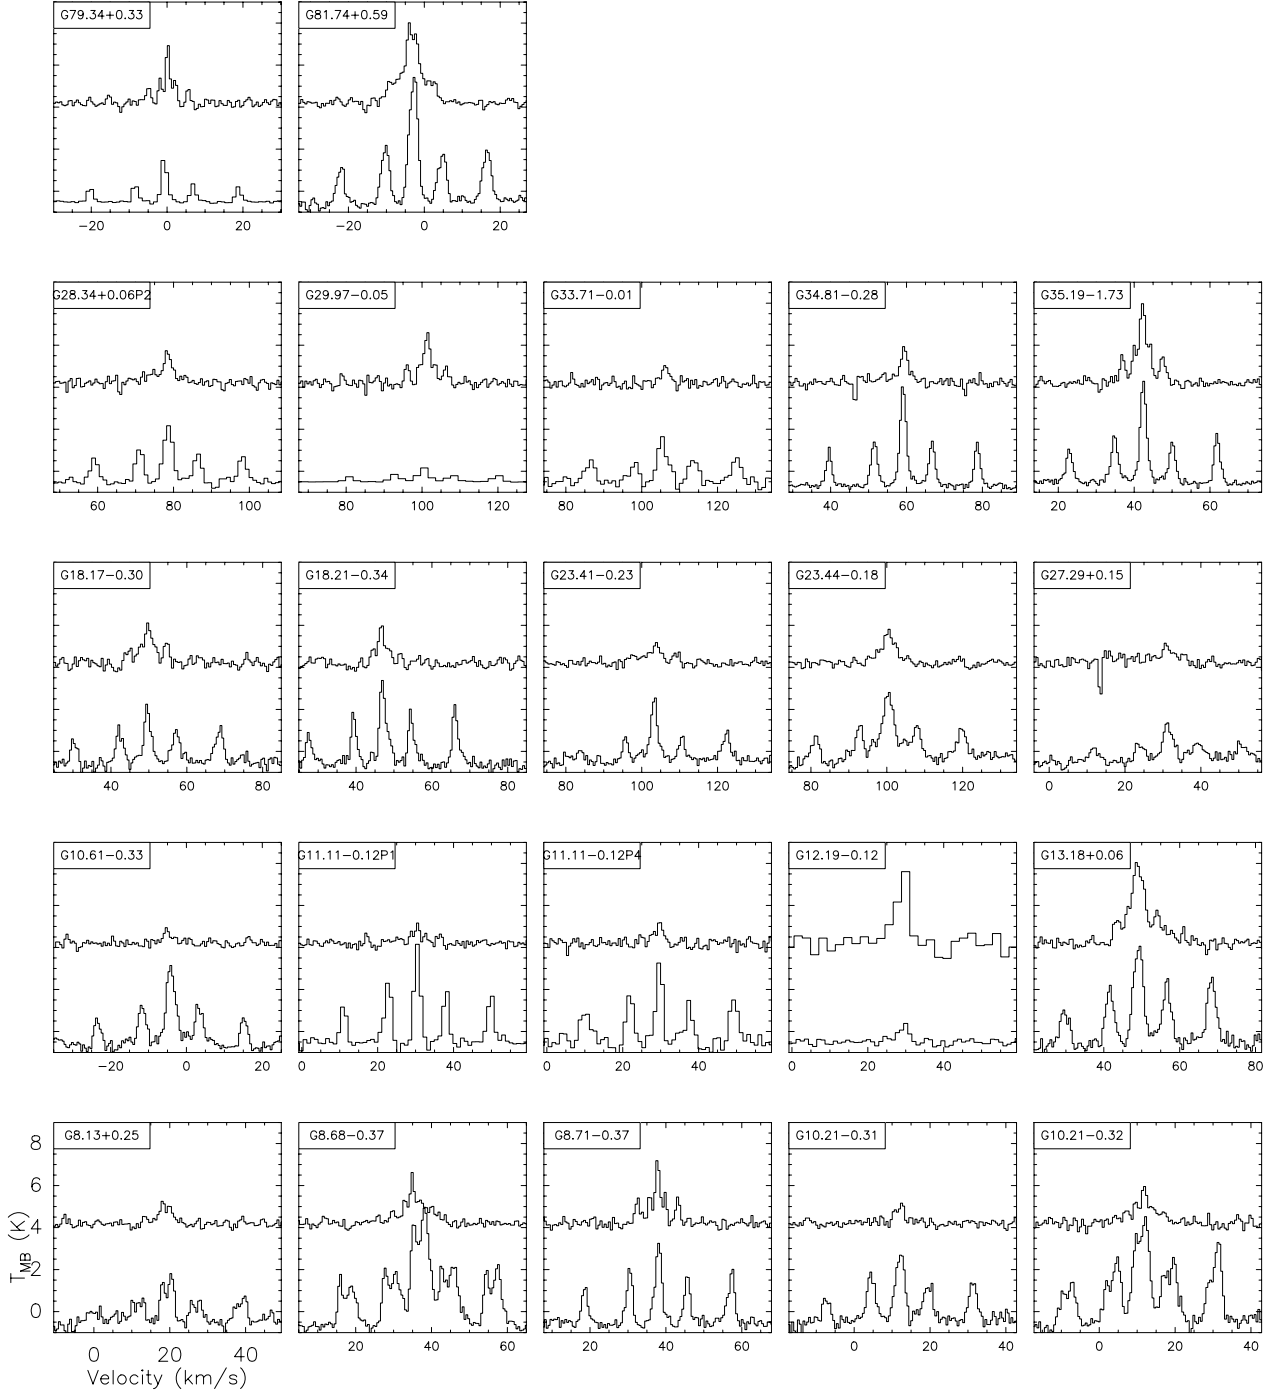 G79.34+0.33 G81.74+0.59
−20 0 20 −20 0 20
G28.34+0.06P2 G29.97−0.05 G33.71−0.01 G34.81−0.28 G35.19−1.73
60 80 100 80 100 120 80 100 120 40 60 80 20 40 60
G18.17−0.30 G18.21−0.34 G23.41−0.23 G23.44−0.18 G27.29+0.15
40 60 80 40 60 80 80 100 120 80 100 120 0 20 40
G10.61−0.33 G11.11−0.12P1 G11.11−0.12P4 G12.19−0.12 G13.18+0.06
−20 0 20 0 20 40 0 20 40 0 20 40 40 60 80
G8.13+0.25 G8.68−0.37 G8.71−0.37 G10.21−0.31 G10.21−0.32
8
6
4
2
0
T_MB (K)
0 20 40 20 40 60 20 40 60 0 20 40 0 20 40
Velocity (km/s)